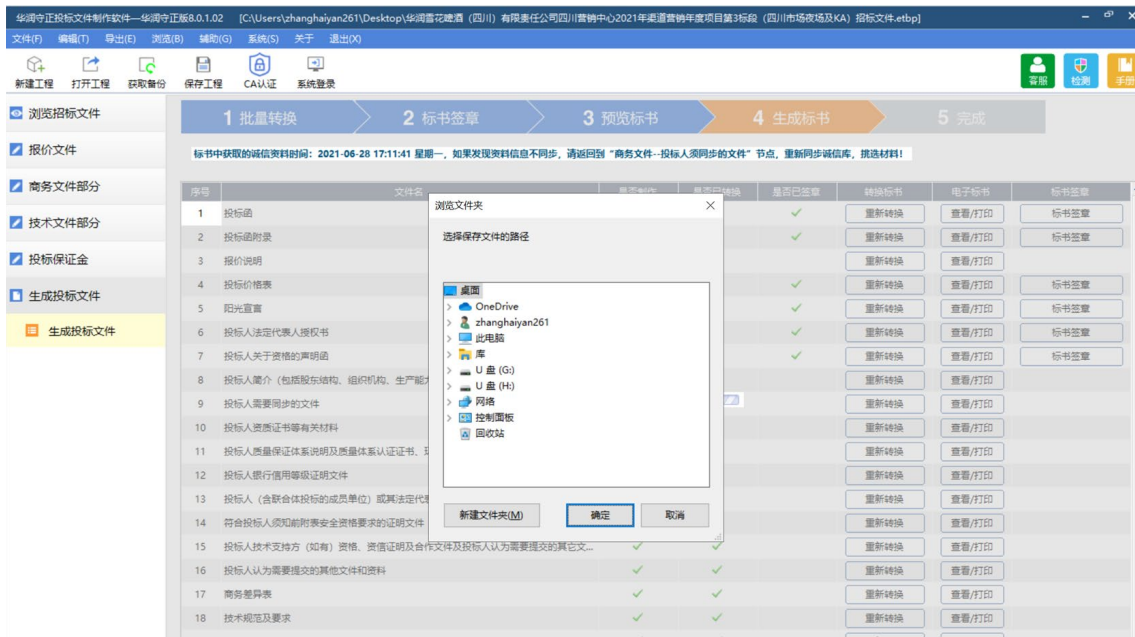 华润守正投标文件制作软件—华润守正版8.0.1.02 [C:\Users\zhanghaiyan261\Desktop\华润雪花啤酒（四川）有限责任公司四川营销中心2021年渠道营销年度项目第3标段（四川市场夜场及KA）招标文件.etbp]
文件(F) 编辑(T) 导出(E) 浏览(B) 辅助(G) 系统(S) 关于 退出(X)
新建工程 打开工程 获取备份 保存工程 CA认证 系统登录 客服 检测 手册
浏览招标文件
报价文件
商务文件部分
技术文件部分
投标保证金
生成投标文件
生成投标文件
1 批量转换 2 标书签章 3 预览标书 4 生成标书 5 完成
标书中获取的诚信资料时间：2021-06-28 17:11:41 星期一，如果发现资料信息不同步，请返回到“商务文件--投标人须同步的文件”节点，重新同步诚信库，挑选材料！
序号 文件名 是否制作 是否已转换 是否已签章 转换标书 电子标书 标书签章
1 投标函 重新转换 查看/打印 标书签章
2 投标函附录 重新转换 查看/打印 标书签章
3 报价说明 重新转换 查看/打印
4 投标价格表 重新转换 查看/打印 标书签章
5 阳光宣言 重新转换 查看/打印 标书签章
6 投标人法定代表人授权书 重新转换 查看/打印 标书签章
7 投标人关于资格的声明函 重新转换 查看/打印 标书签章
8 投标人简介（包括股东结构、组织机构、生产能 重新转换 查看/打印
9 投标人需要同步的文件 重新转换 查看/打印
10 投标人资质证书等有关材料 重新转换 查看/打印
11 投标人质量保证体系说明及质量体系认证证书、 重新转换 查看/打印
12 投标人银行信用等级证明文件 重新转换 查看/打印
13 投标人（含联合体投标的成员单位）或其法定代 重新转换 查看/打印
14 符合投标人须知前附表安全资格要求的证明文件 重新转换 查看/打印
15 投标人技术支持方（如有）资格、资信证明及合作文件及投标人认为需要提交的其它文... 重新转换 查看/打印
16 投标人认为需要提交的其他文件和资料 重新转换 查看/打印
17 商务差异表 重新转换 查看/打印
18 技术规范及要求 重新转换 查看/打印
浏览文件夹
选择保存文件的路径
桌面
OneDrive
zhanghaiyan261
此电脑
库
U 盘 (G:)
U 盘 (H:)
网络
控制面板
回收站
新建文件夹(M) 确定 取消